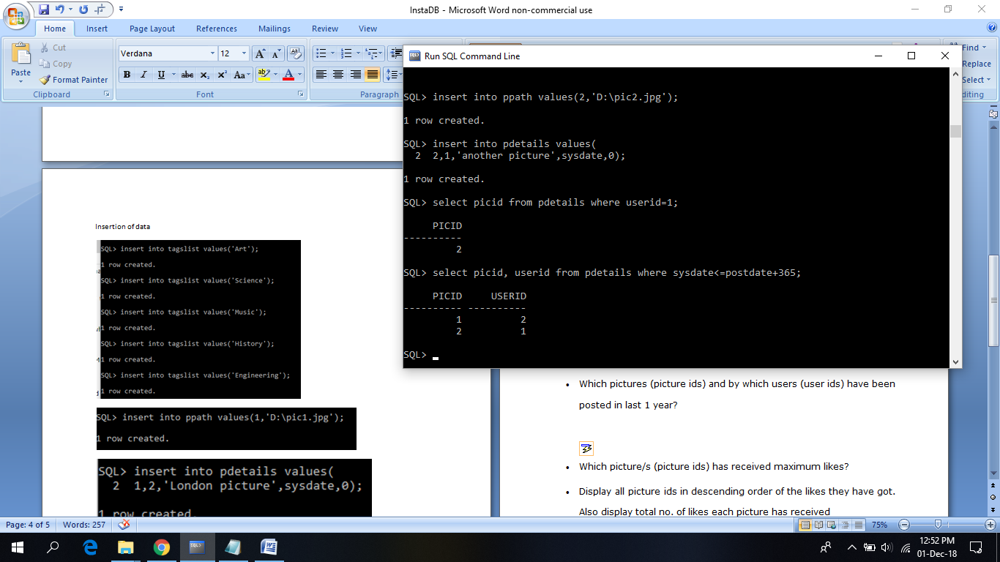 InstaDB - Microsoft Word non-commercial use
Home Insert Page Layout References Mailings Review View
Paste
Cut
Copy
Format Painter
Clipboard
Verdana 12
B I U abc x₂ x² Aa ab A
Font
Paragraph
Find
Replace
Select
diting
Run SQL Command Line
SQL> insert into ppath values(2,'D:\pic2.jpg');
1 row created.
SQL> insert into pdetails values(
2 2,1,'another picture',sysdate,0);
1 row created.
SQL> select picid from pdetails where userid=1;
PICID
----------
2
SQL> select picid, userid from pdetails where sysdate<=postdate+365;
PICID USERID
---------- ----------
1 2
2 1
SQL>
Insertion of data
SQL> insert into tagslist values('Art');
1 row created.
SQL> insert into tagslist values('Science');
1 row created.
SQL> insert into tagslist values('Music');
1 row created.
SQL> insert into tagslist values('History');
1 row created.
SQL> insert into tagslist values('Engineering');
1 row created.
SQL> insert into ppath values(1,'D:\pic1.jpg');
1 row created.
SQL> insert into pdetails values(
2 1,2,'London picture',sysdate,0);
1 row created.
• Which pictures (picture ids) and by which users (user ids) have been
posted in last 1 year?
• Which picture/s (picture ids) has received maximum likes?
• Display all picture ids in descending order of the likes they have got.
Also display total no. of likes each picture has received
Page: 4 of 5 Words: 257 75%
12:52 PM
01-Dec-18